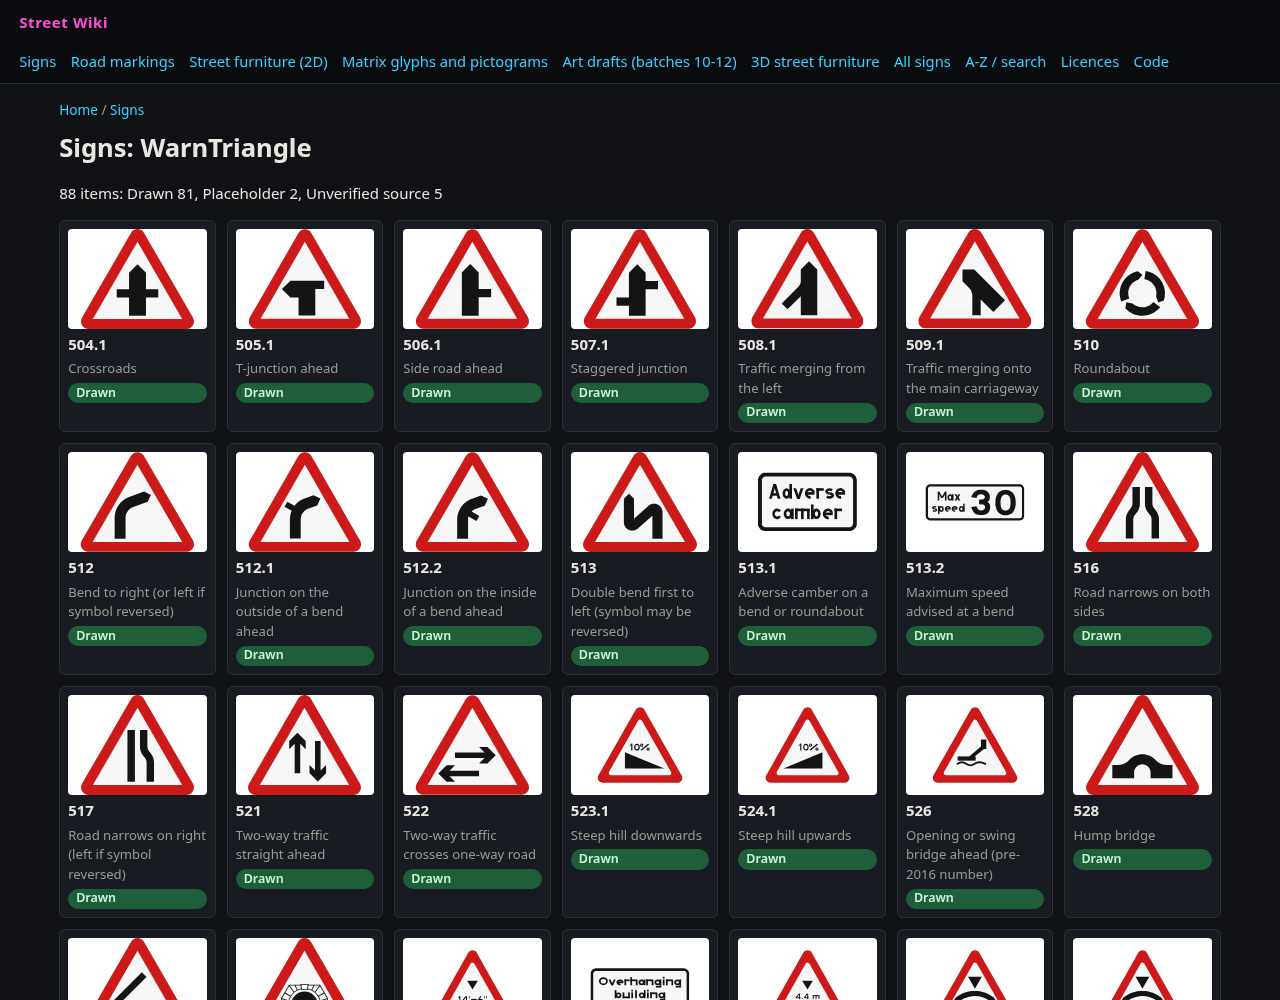 Street Wiki
Signs Road markings Street furniture (2D) Matrix glyphs and pictograms Art drafts (batches 10-12) 3D street furniture All signs A-Z / search Licences Code
Home / Signs
Signs: WarnTriangle
88 items: Drawn 81, Placeholder 2, Unverified source 5
504.1
Crossroads
Drawn
505.1
T-junction ahead
Drawn
506.1
Side road ahead
Drawn
507.1
Staggered junction
Drawn
508.1
Traffic merging from
the left
Drawn
509.1
Traffic merging onto
the main carriageway
Drawn
510
Roundabout
Drawn
512
Bend to right (or left if
symbol reversed)
Drawn
512.1
Junction on the
outside of a bend
ahead
Drawn
512.2
Junction on the inside
of a bend ahead
Drawn
513
Double bend first to
left (symbol may be
reversed)
Drawn
Adverse
camber
513.1
Adverse camber on a
bend or roundabout
Drawn
Max
speed 30
513.2
Maximum speed
advised at a bend
Drawn
516
Road narrows on both
sides
Drawn
517
Road narrows on right
(left if symbol
reversed)
Drawn
521
Two-way traffic
straight ahead
Drawn
522
Two-way traffic
crosses one-way road
Drawn
10%
523.1
Steep hill downwards
Drawn
10%
524.1
Steep hill upwards
Drawn
526
Opening or swing
bridge ahead (pre-
2016 number)
Drawn
528
Hump bridge
Drawn
Overhanging
building
4.4 m